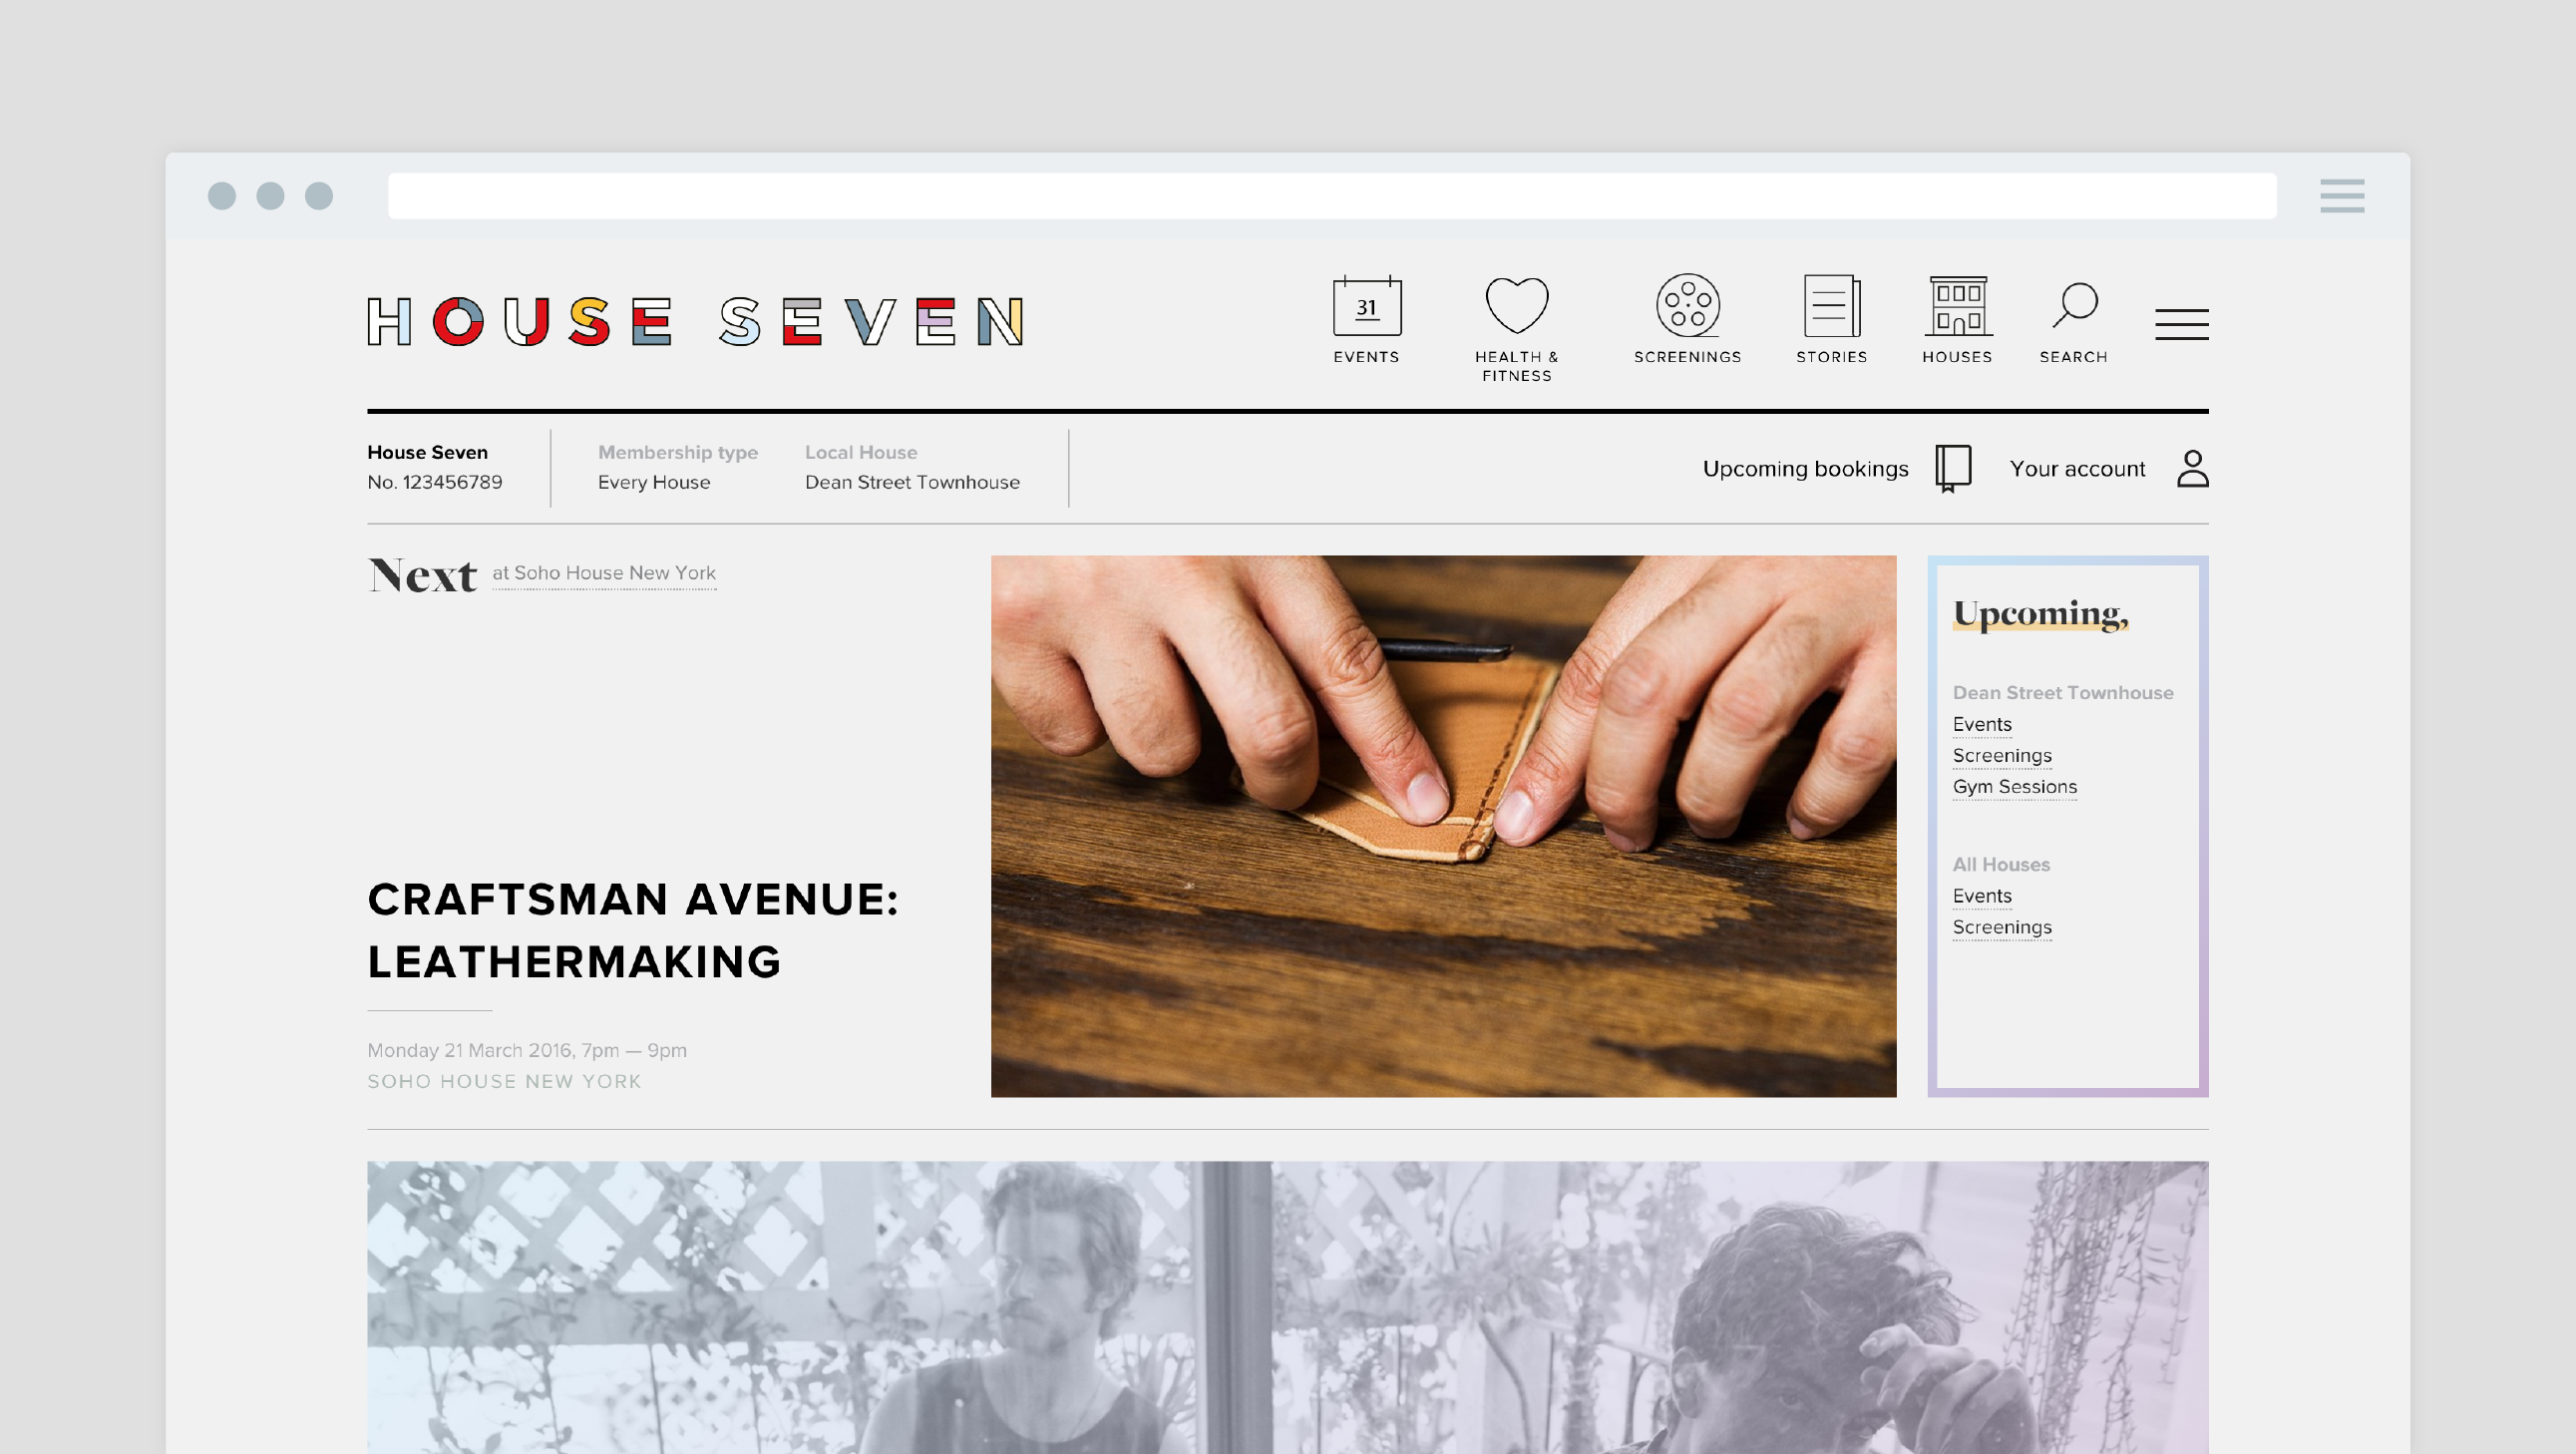 HOUSE SEVEN
31
EVENTS
HEALTH &
FITNESS
SCREENINGS
STORIES
HOUSES
SEARCH
House Seven
No. 123456789
Membership type
Every House
Local House
Dean Street Townhouse
Upcoming bookings
Your account
Next at Soho House New York
CRAFTSMAN AVENUE:
LEATHERMAKING
Monday 21 March 2016, 7pm — 9pm
SOHO HOUSE NEW YORK
Upcoming,
Dean Street Townhouse
Events
Screenings
Gym Sessions
All Houses
Events
Screenings